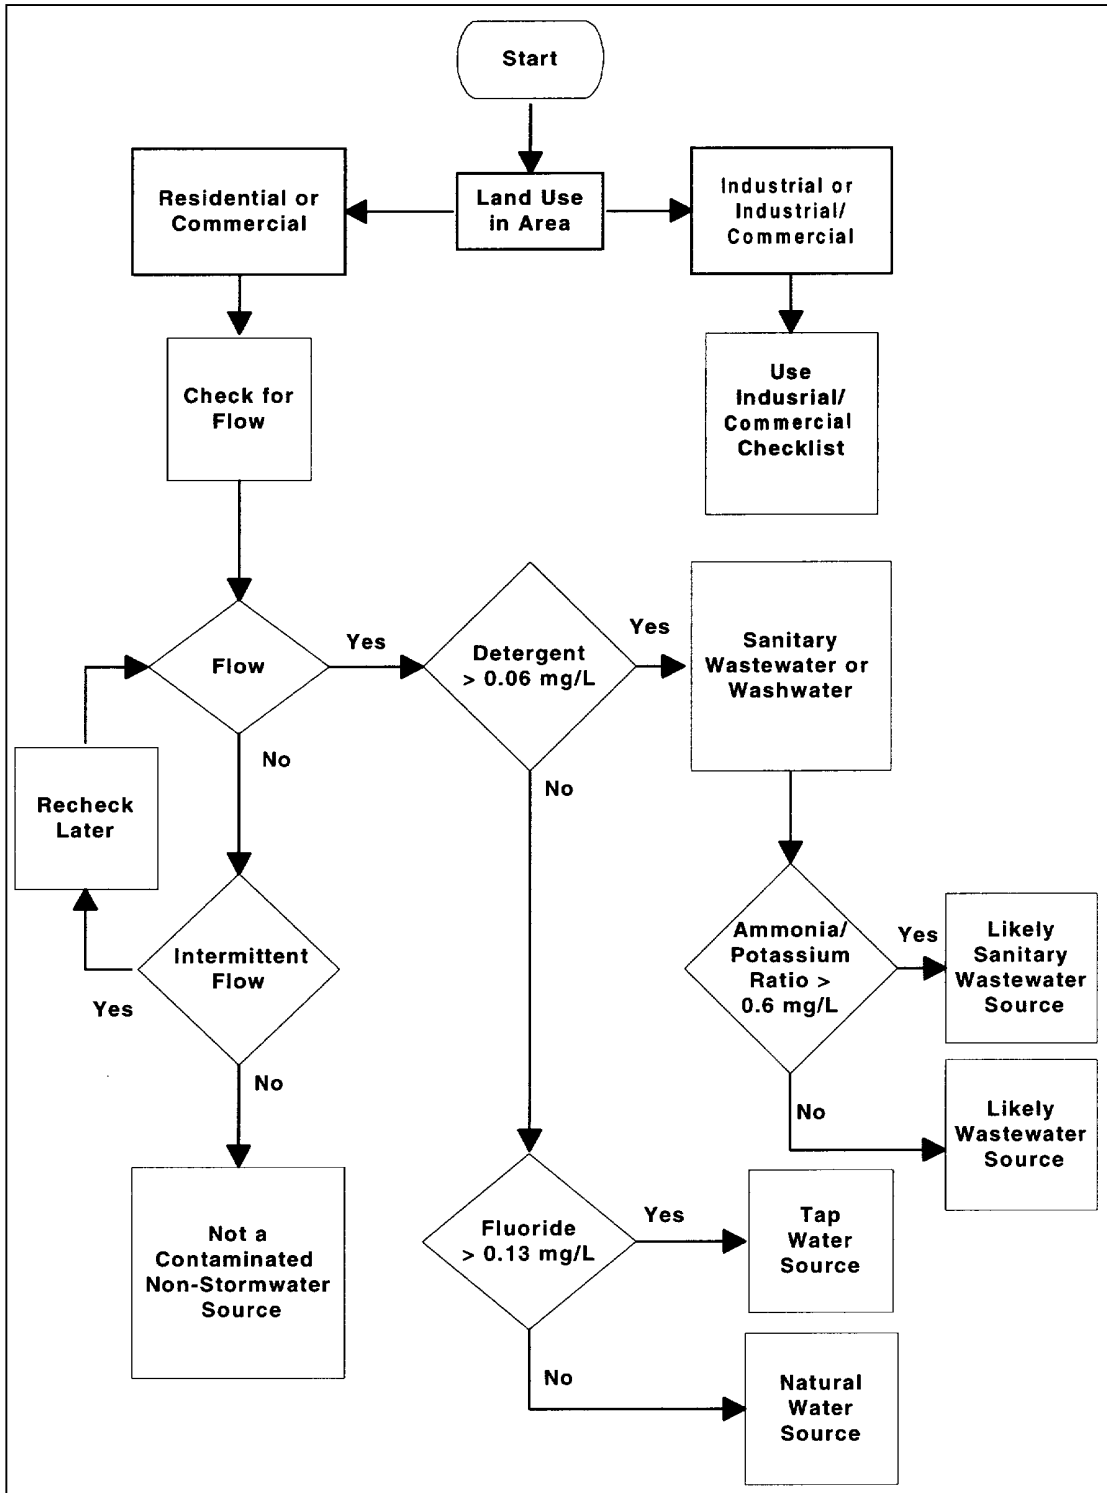 Start
Residential or
Commercial
Land Use
in Area
Industrial or
Industrial/
Commercial
Check for
Flow
Use
Indusrial/
Commercial
Checklist
Flow
Yes
Detergent
> 0.06 mg/L
Yes
Sanitary
Wastewater or
Washwater
No
No
Recheck
Later
Intermittent
Flow
Yes
Ammonia/
Potassium
Ratio >
0.6 mg/L
Yes
Likely
Sanitary
Wastewater
Source
No
No
Likely
Wastewater
Source
Not a
Contaminated
Non-Stormwater
Source
Fluoride
> 0.13 mg/L
Yes
Tap
Water
Source
No
Natural
Water
Source